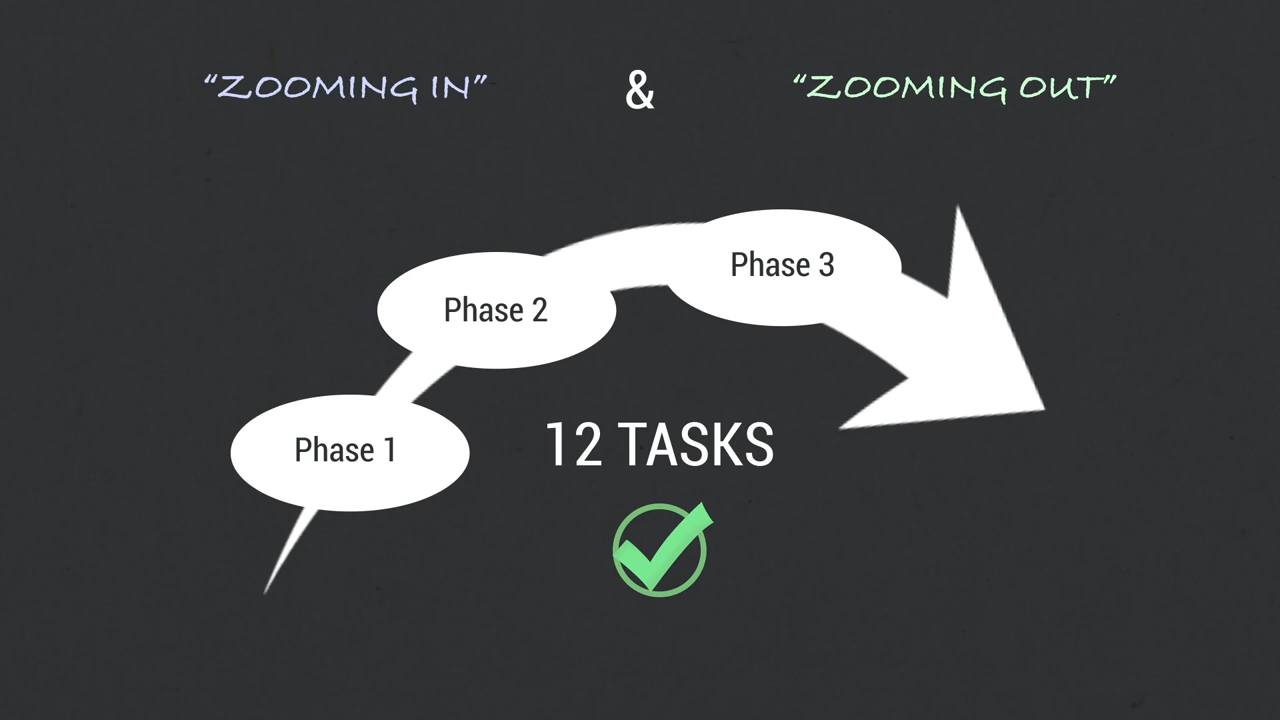 “ZOOMING IN” & “ZOOMING OUT”
Phase 3
Phase 2
Phase 1
12 TASKS